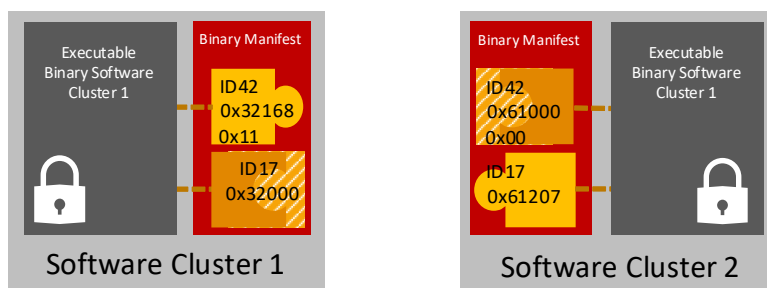 Executable
Binary Software
Cluster 1
Binary Manifest
ID42
0x32168
0x11
ID17
0x32000
Software Cluster 1
Binary Manifest
ID42
0x61000
0x00
ID17
0x61207
Executable
Binary Software
Cluster 1
Software Cluster 2